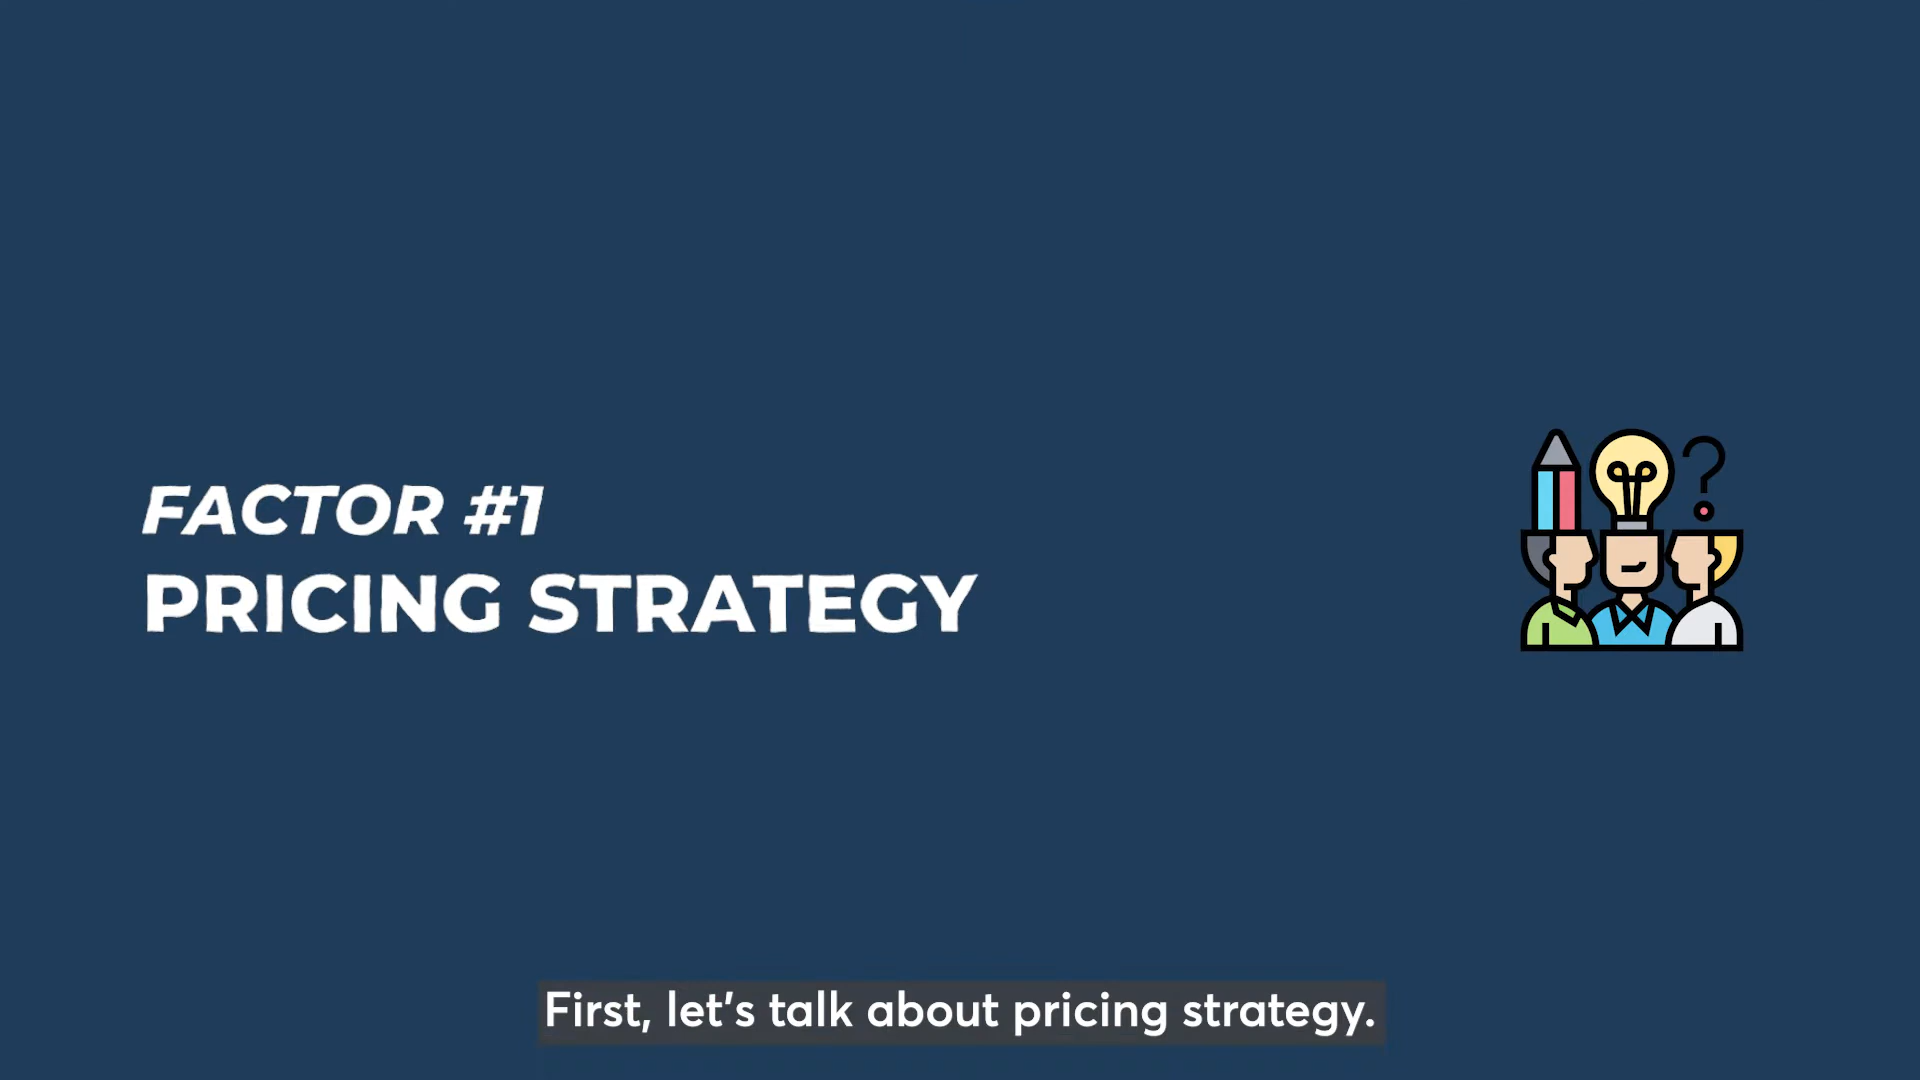 FACTOR #1
PRICING STRATEGY
?
First, let's talk about pricing strategy.